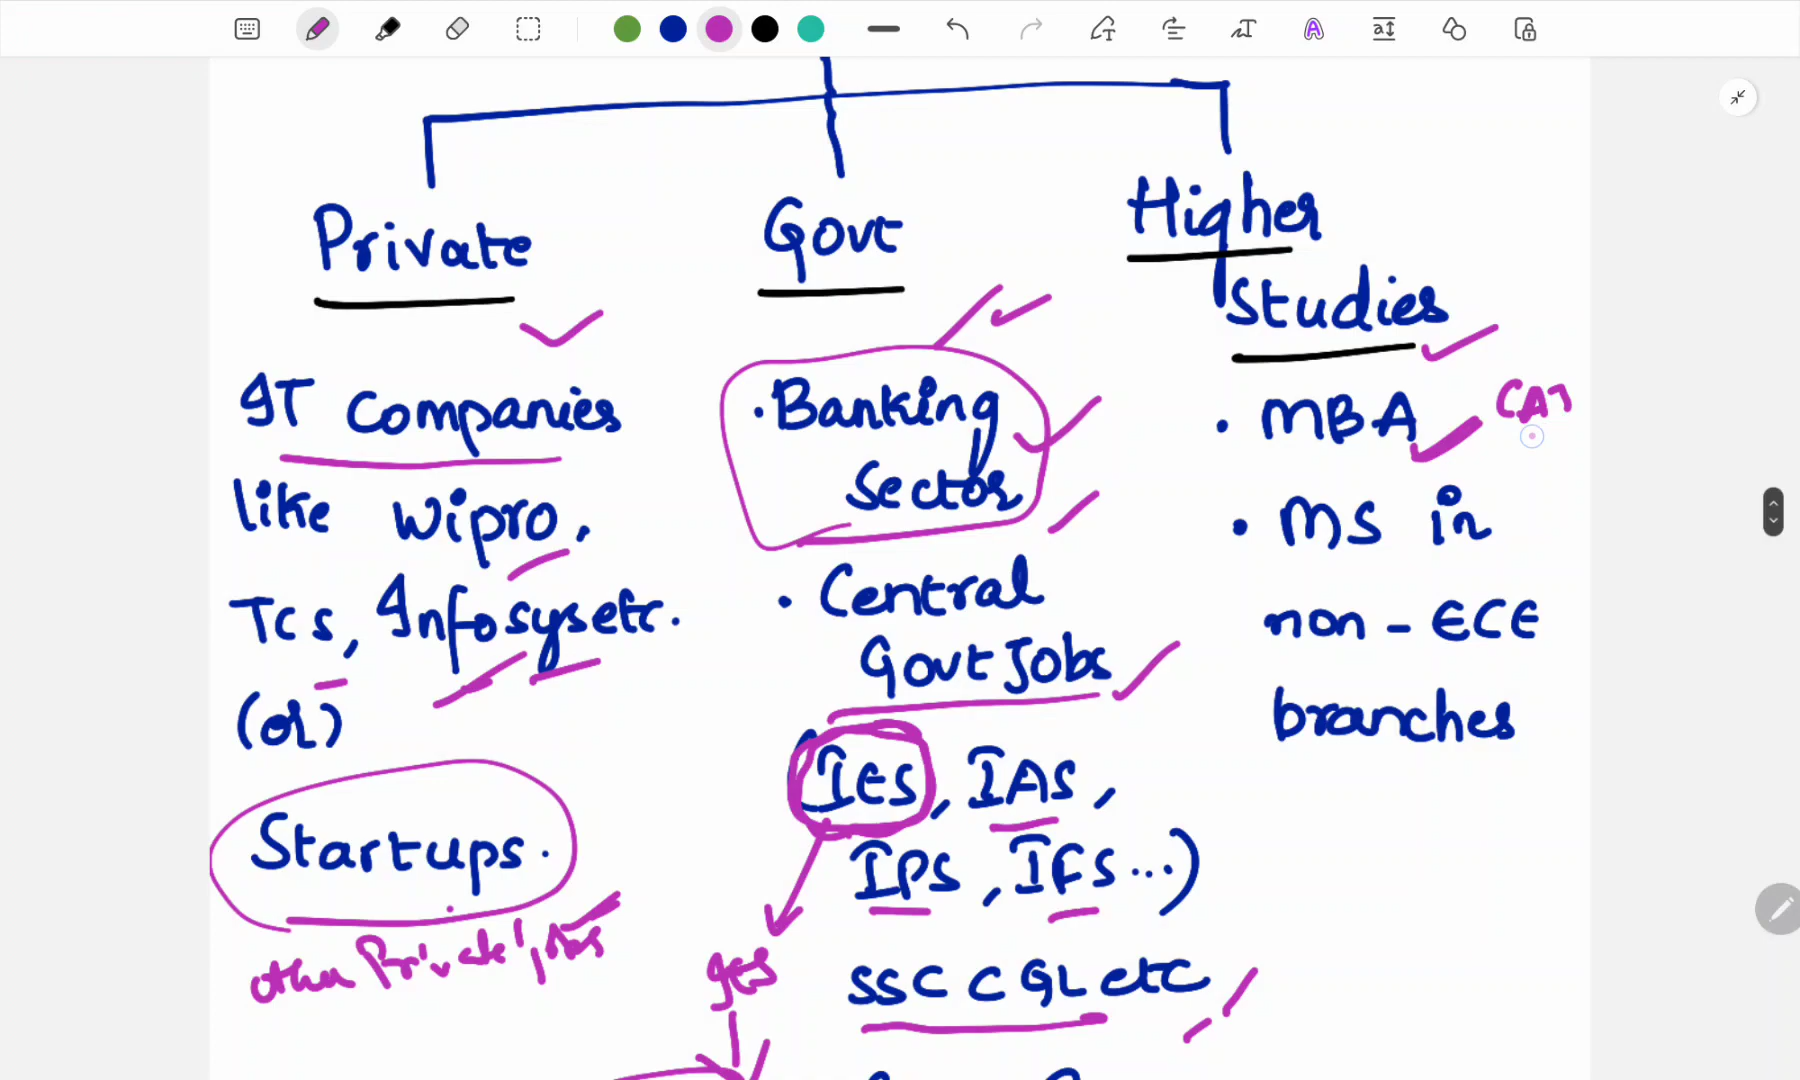 Private
IT Companies
like Wipro,
Tcs, Infosys etc.
(or)
Startups.
other Private
Govt
• Banking
Sector
• Central
Govt Jobs
(IES, IAS,
IPS, IFS...)
SSC CGL etc
Higher
Studies
• MBA
CAT
• MS in
non-ECE
branches